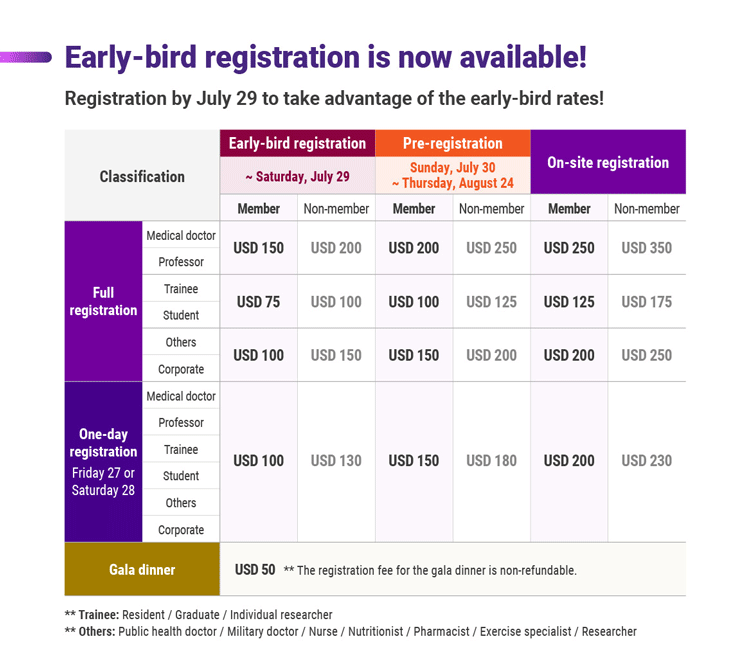 Early-bird registration is now available!
Registration by July 29 to take advantage of the early-bird rates!
Classification
Early-bird registration
Pre-registration
On-site registration
~ Saturday, July 29
Sunday, July 30
~ Thursday, August 24
Member Non-member Member Non-member Member Non-member
Full
registration
Medical doctor
Professor
USD 150 USD 200 USD 200 USD 250 USD 250 USD 350
Trainee
Student
USD 75 USD 100 USD 100 USD 125 USD 125 USD 175
Others
Corporate
USD 100 USD 150 USD 150 USD 200 USD 200 USD 250
One-day
registration
Friday 27 or
Saturday 28
Medical doctor
Professor
Trainee
Student
Others
Corporate
USD 100 USD 130 USD 150 USD 180 USD 200 USD 230
Gala dinner
USD 50 ** The registration fee for the gala dinner is non-refundable.
** Trainee: Resident / Graduate / Individual researcher
** Others: Public health doctor / Military doctor / Nurse / Nutritionist / Pharmacist / Exercise specialist / Researcher